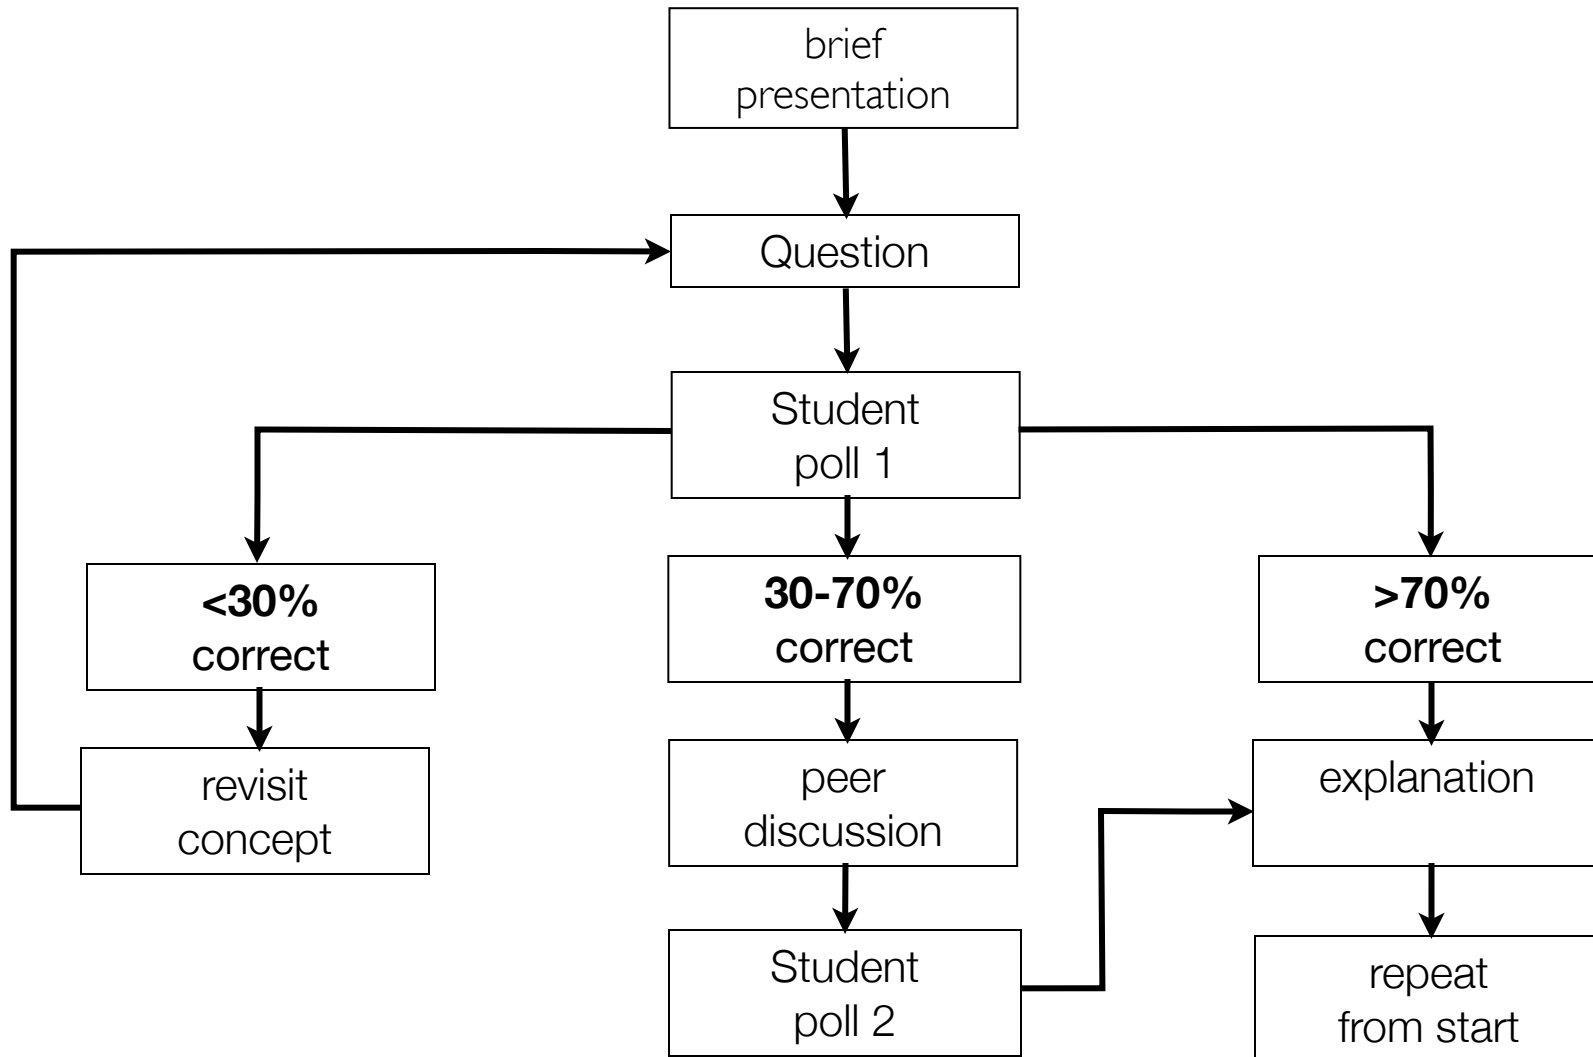 brief
presentation
Question
Student
poll 1
<30%
correct
30-70%
correct
>70%
correct
revisit
concept
peer
discussion
explanation
Student
poll 2
repeat
from start